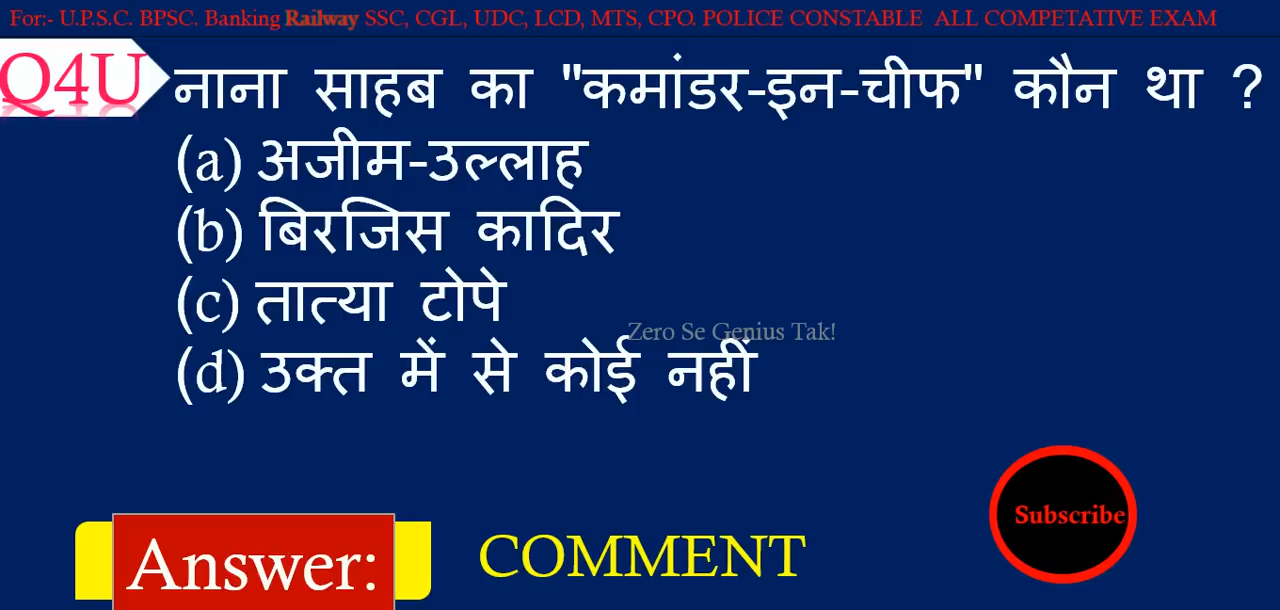 For:- U.P.S.C. BPSC. Banking Railway SSC, CGL, UDC, LCD, MTS, CPO. POLICE CONSTABLE ALL COMPETATIVE EXAM
Q4U नाना साहब का "कमांडर-इन-चीफ" कौन था ?
(a) अजीम-उल्लाह
(b) बिरजिस कादिर
(c) तात्या टोपे
Zero Se Genius Tak!
(d) उक्त में से कोई नहीं
Subscribe
Answer: COMMENT